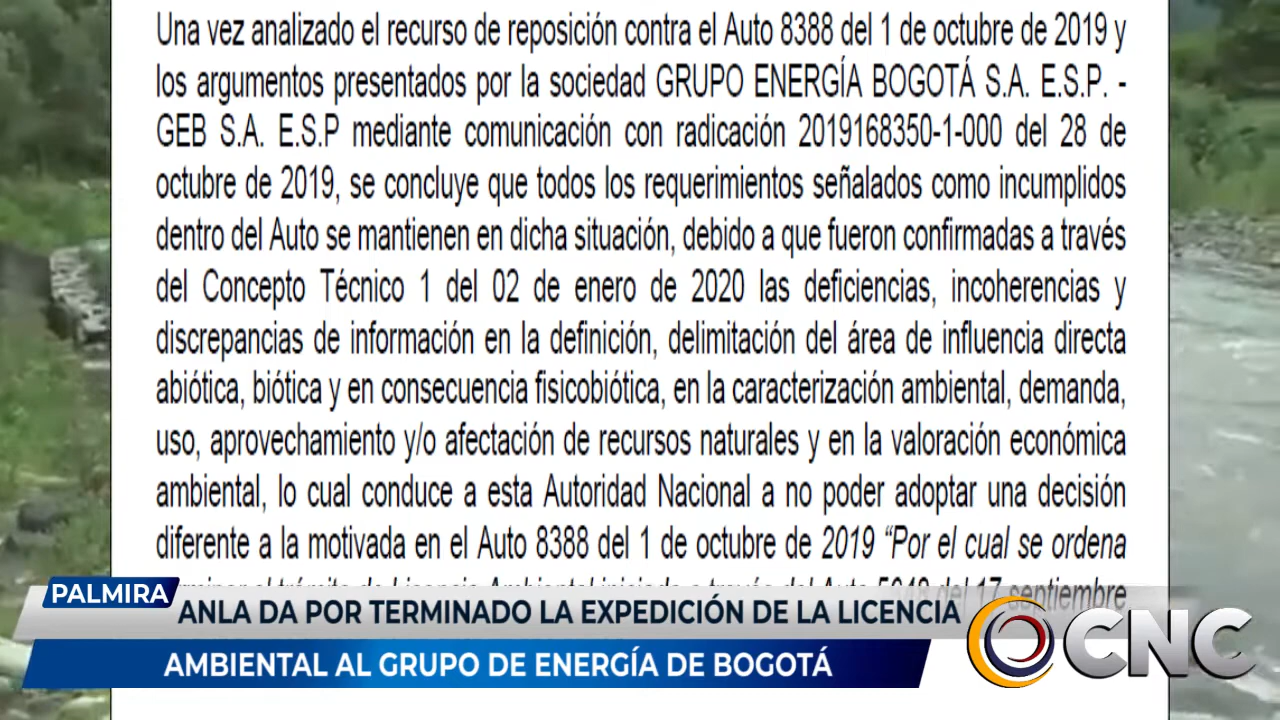 Una vez analizado el recurso de reposición contra el Auto 8388 del 1 de octubre de 2019 y
los argumentos presentados por la sociedad GRUPO ENERGÍA BOGOTÁ S.A. E.S.P. -
GEB S.A. E.S.P mediante comunicación con radicación 2019168350-1-000 del 28 de
octubre de 2019, se concluye que todos los requerimientos señalados como incumplidos
dentro del Auto se mantienen en dicha situación, debido a que fueron confirmadas a través
del Concepto Técnico 1 del 02 de enero de 2020 las deficiencias, incoherencias y
discrepancias de información en la definición, delimitación del área de influencia directa
abiótica, biótica y en consecuencia fisicobiótica, en la caracterización ambiental, demanda,
uso, aprovechamiento y/o afectación de recursos naturales y en la valoración económica
ambiental, lo cual conduce a esta Autoridad Nacional a no poder adoptar una decisión
diferente a la motivada en el Auto 8388 del 1 de octubre de 2019 “Por el cual se ordena
del 17 septiembre
PALMIRA
ANLA DA POR TERMINADO LA EXPEDICIÓN DE LA LICENCIA
AMBIENTAL AL GRUPO DE ENERGÍA DE BOGOTÁ
CNC